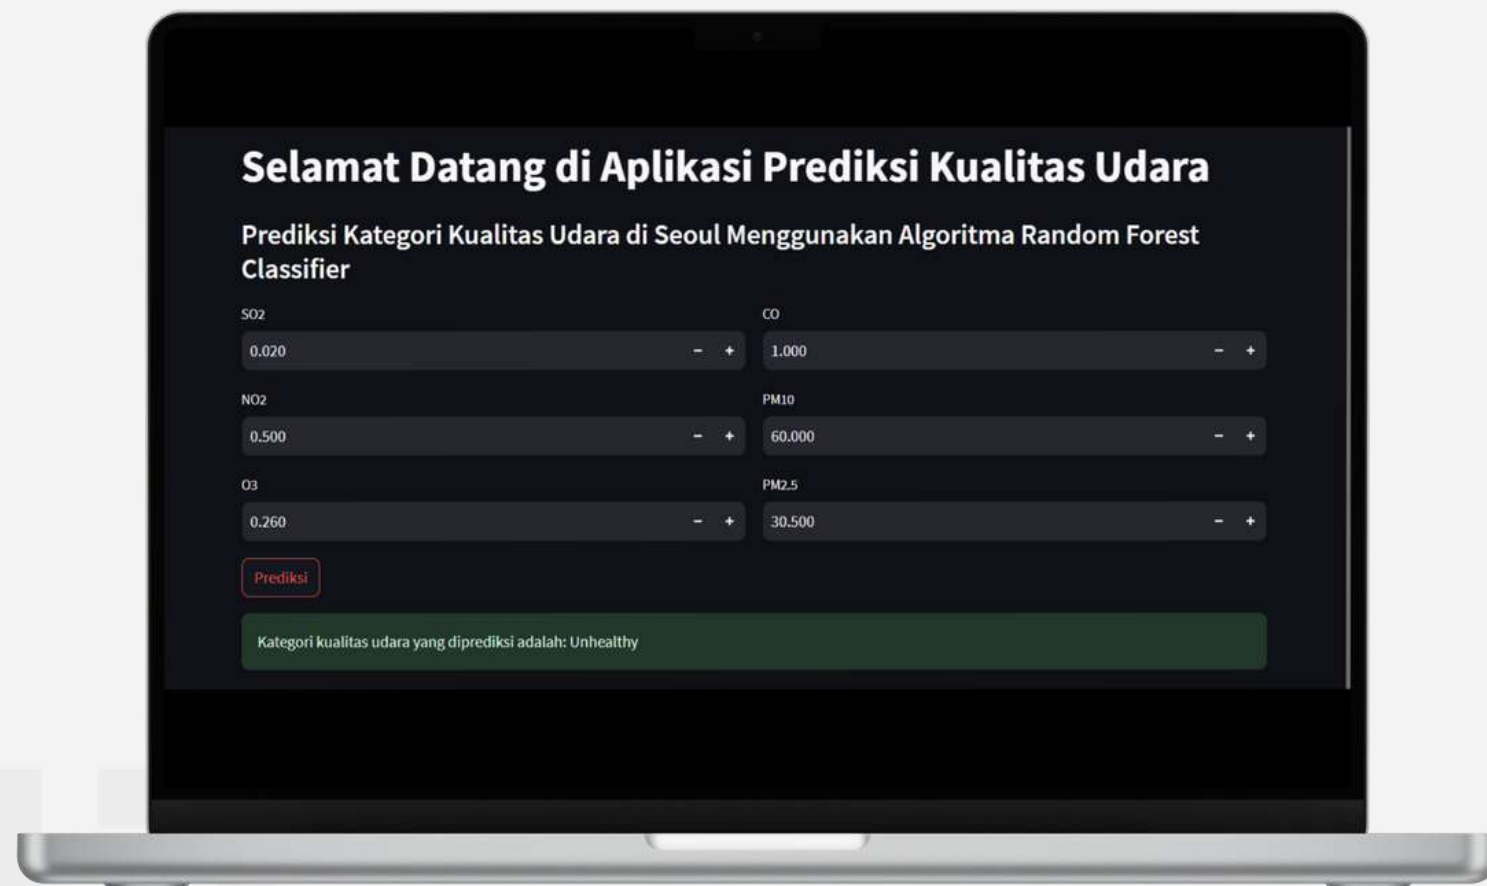 Selamat Datang di Aplikasi Prediksi Kualitas Udara
Prediksi Kategori Kualitas Udara di Seoul Menggunakan Algoritma Random Forest
Classifier
SO2
CO
0.020 - +
1.000 - +
NO2
PM10
0.500 - +
60.000 - +
O3
PM2.5
0.260 - +
30.500 - +
Prediksi
Kategori kualitas udara yang diprediksi adalah: Unhealthy